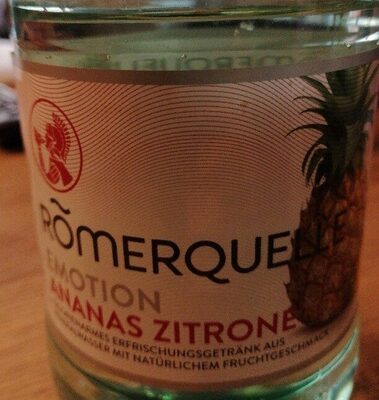 RÖMERQUELLE
EMOTION
ANANAS ZITRONE
ERFRISCHUNGSGETRÄNK AUS
MIT NATÜRLICHEM FRUCHTGESCHMACK